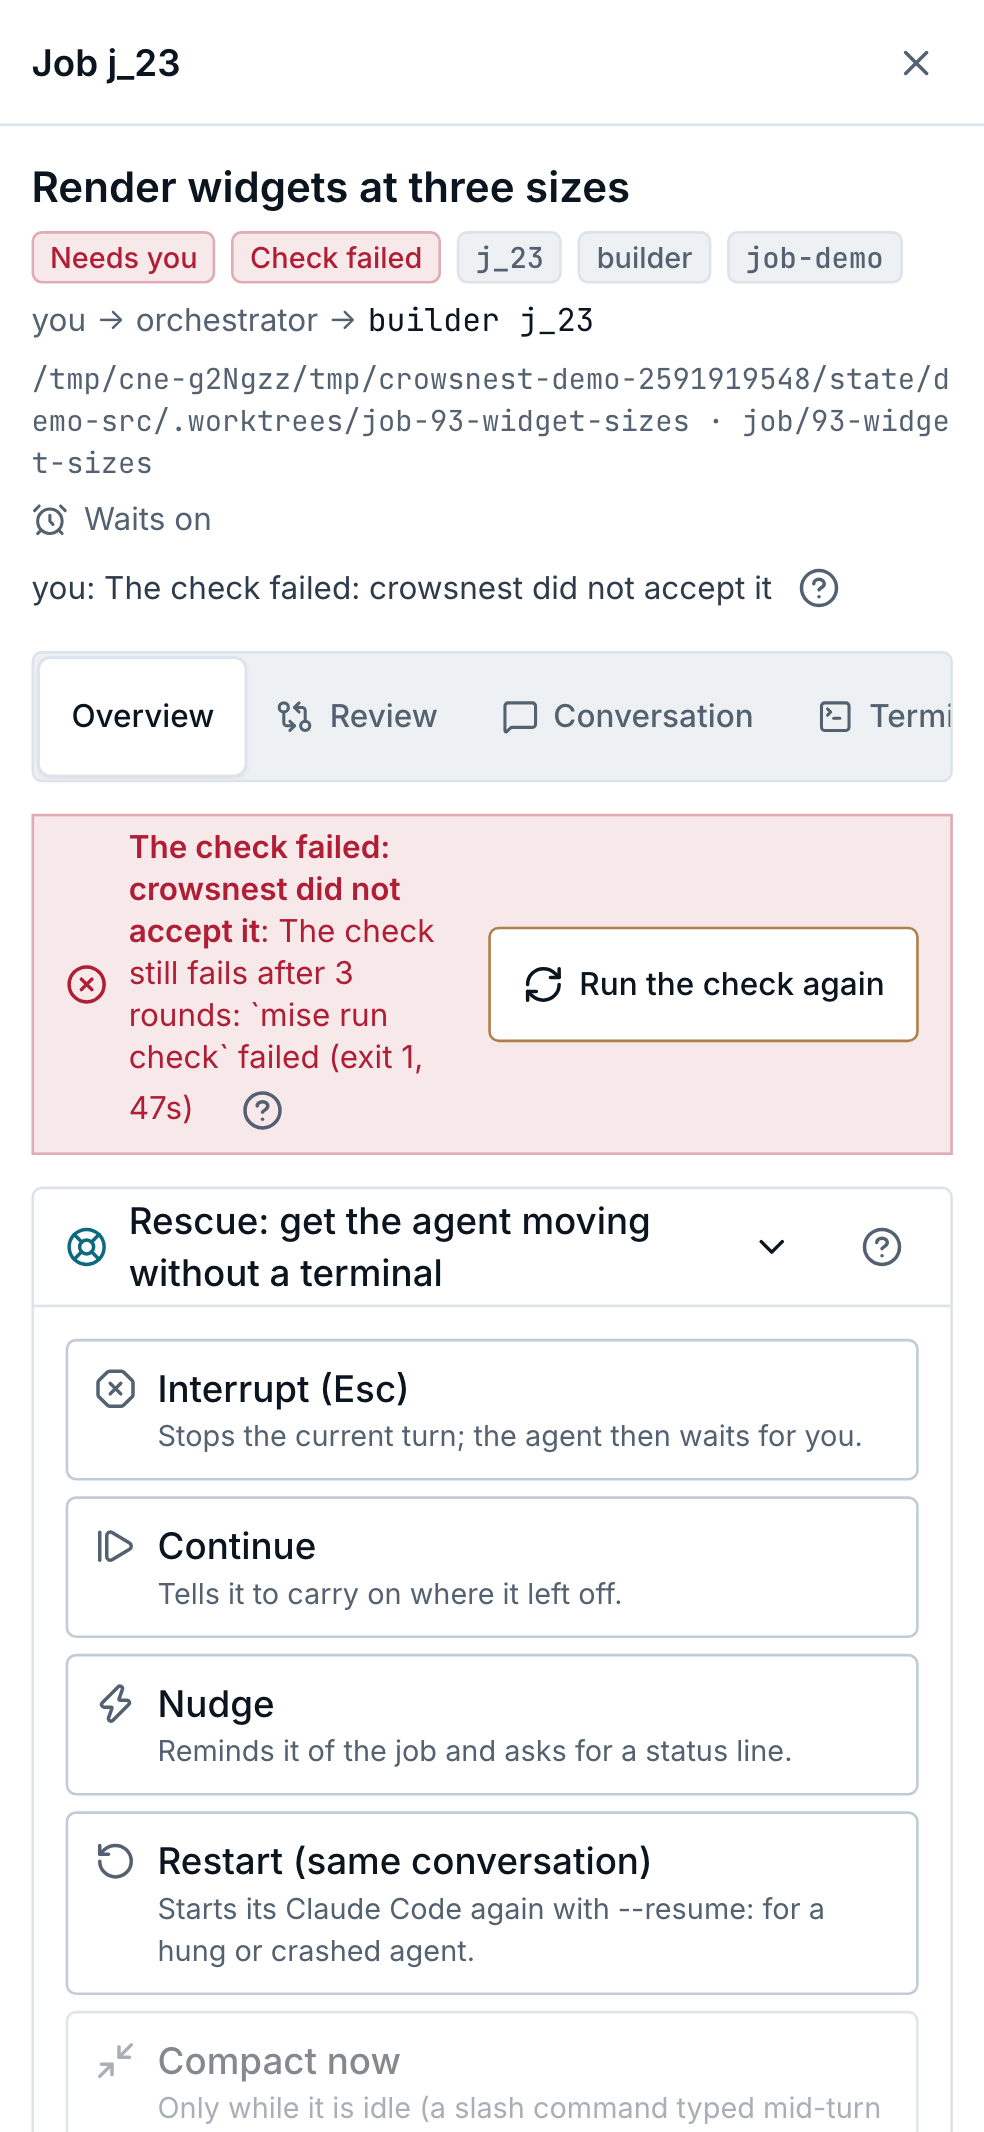 Job j_23
Render widgets at three sizes
Needs you Check failed j_23 builder job-demo
you → orchestrator → builder j_23
/tmp/cne-g2Ngzz/tmp/crowsnest-demo-2591919548/state/d
emo-src/.worktrees/job-93-widget-sizes · job/93-widge
t-sizes
Waits on
you: The check failed: crowsnest did not accept it
Overview Review Conversation Termi
The check failed:
crowsnest did not
accept it: The check
still fails after 3
rounds: `mise run
check` failed (exit 1,
47s)
Run the check again
Rescue: get the agent moving
without a terminal
Interrupt (Esc)
Stops the current turn; the agent then waits for you.
Continue
Tells it to carry on where it left off.
Nudge
Reminds it of the job and asks for a status line.
Restart (same conversation)
Starts its Claude Code again with --resume: for a
hung or crashed agent.
Compact now
Only while it is idle (a slash command typed mid-turn